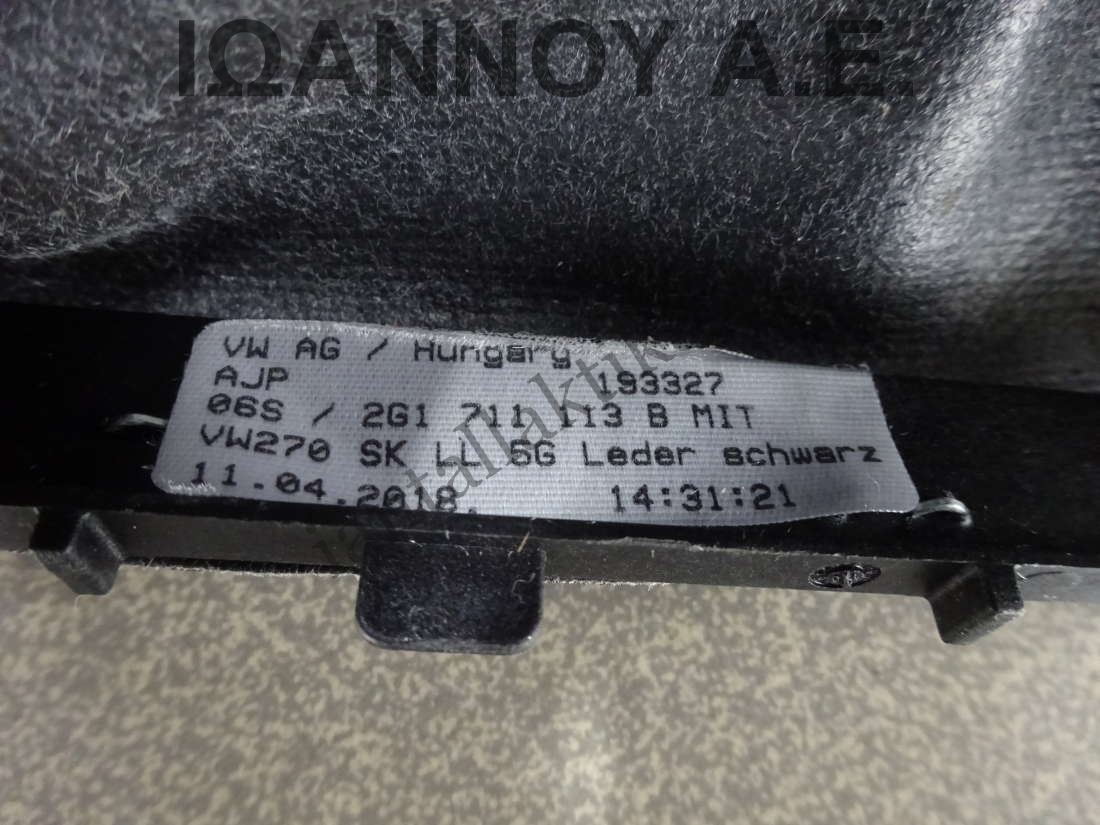 ΙΩΑΝΝΟΥ Α.Ε.
VW AG / Hungary
AJP 193327
06S / 2G1 711 113 B MIT
VW270 SK LL 5G Leder schwarz
11.04.2018. 14:31:21